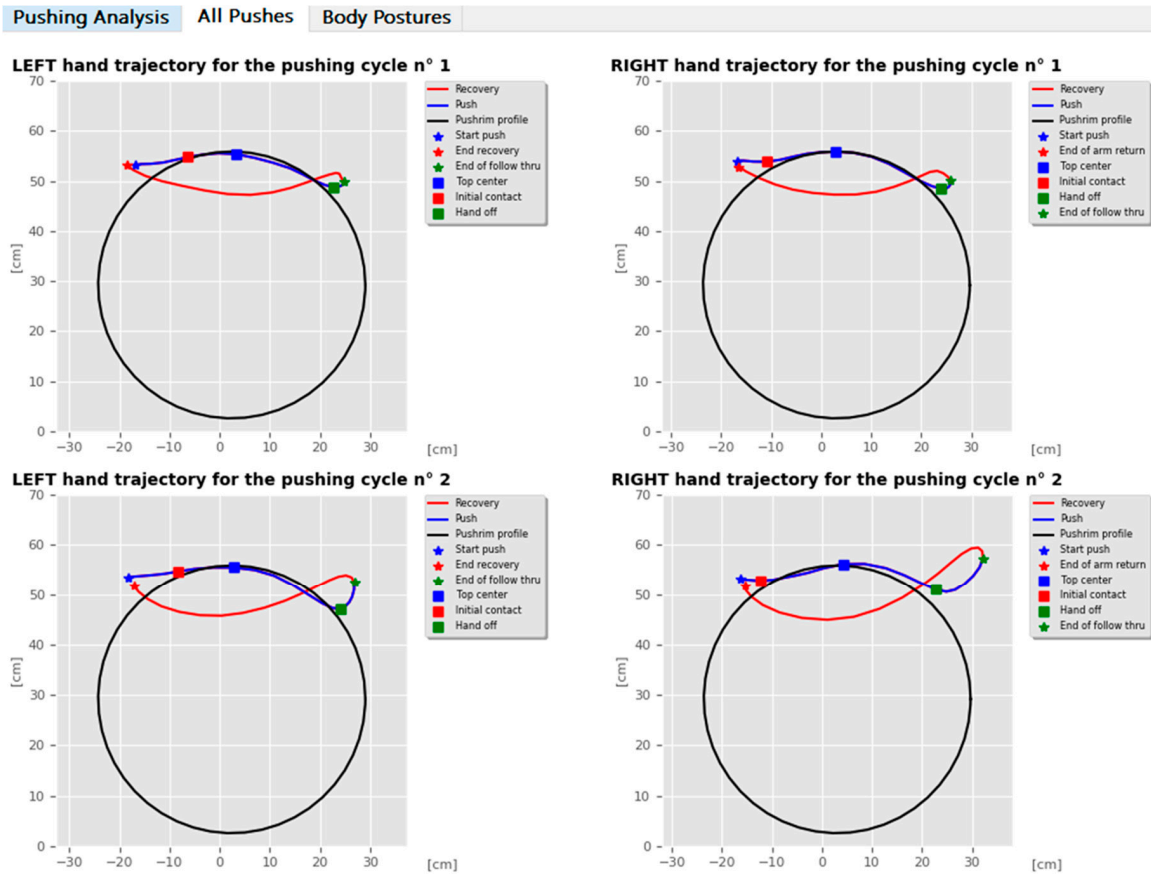 Pushing Analysis All Pushes Body Postures
LEFT hand trajectory for the pushing cycle n° 1
70
60
50
40
30
20
10
0
[cm]
−30 −20 −10 0 10 20 30
[cm]
Recovery
Push
Pushrim profile
Start push
End recovery
End of follow thru
Top center
Initial contact
Hand off
RIGHT hand trajectory for the pushing cycle n° 1
70
60
50
40
30
20
10
0
[cm]
−30 −20 −10 0 10 20 30
[cm]
Recovery
Push
Pushrim profile
Start push
End of arm return
Top center
Initial contact
Hand off
End of follow thru
LEFT hand trajectory for the pushing cycle n° 2
70
60
50
40
30
20
10
0
[cm]
−30 −20 −10 0 10 20 30
[cm]
Recovery
Push
Pushrim profile
Start push
End recovery
End of follow thru
Top center
Initial contact
Hand off
RIGHT hand trajectory for the pushing cycle n° 2
70
60
50
40
30
20
10
0
[cm]
−30 −20 −10 0 10 20 30
[cm]
Recovery
Push
Pushrim profile
Start push
End of arm return
Top center
Initial contact
Hand off
End of follow thru